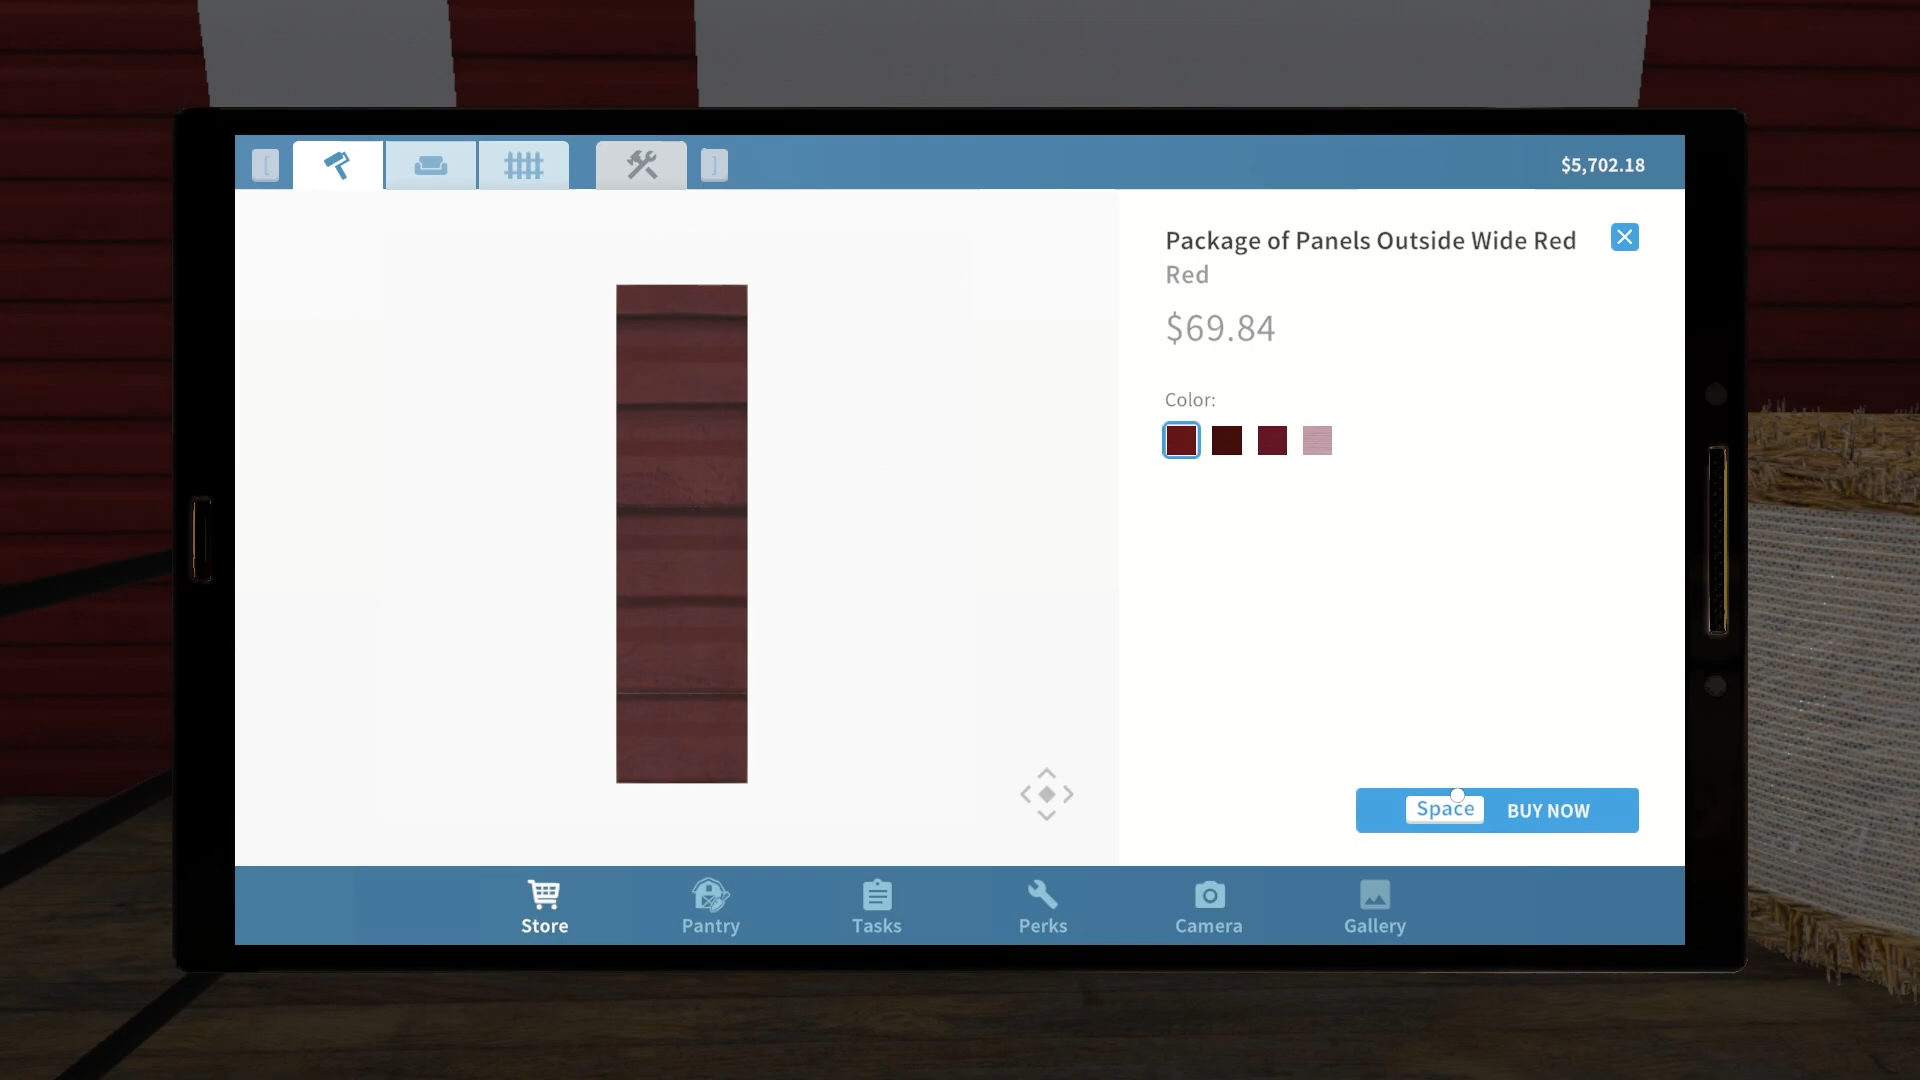 [
]
$5,702.18
Package of Panels Outside Wide Red
Red
$69.84
Color:
Space BUY NOW
Store
Pantry
Tasks
Perks
Camera
Gallery